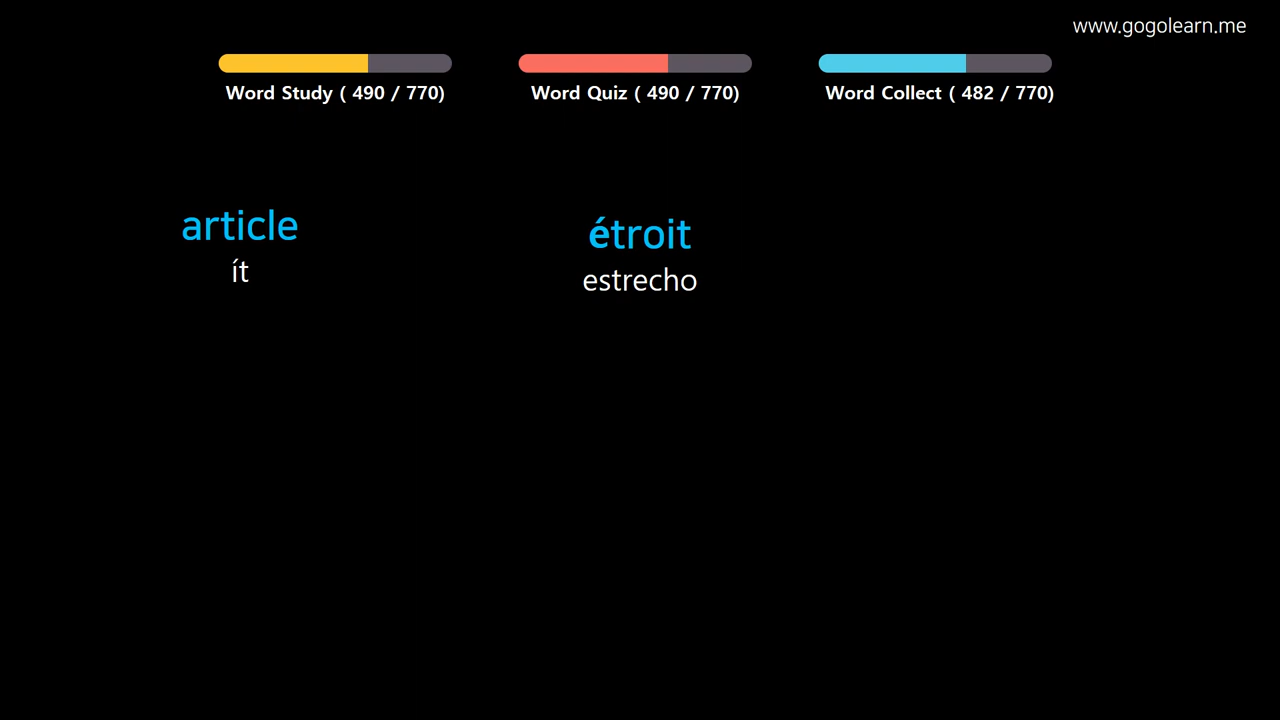 www.gogolearn.me
Word Study ( 490 / 770)
Word Quiz ( 490 / 770)
Word Collect ( 482 / 770)
article
ít
étroit
estrecho